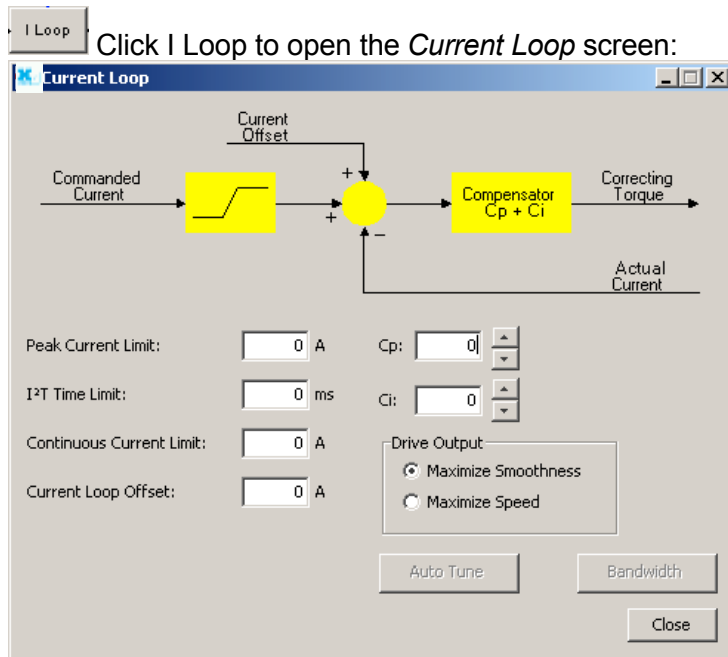 I Loop
Click I Loop to open the Current Loop screen:
Current Loop
Current
Offset
Commanded
Current
+
+
−
Compensator
Cp + Ci
Correcting
Torque
Actual
Current
Peak Current Limit: 0 A Cp: 0
I²T Time Limit: 0 ms Ci: 0
Continuous Current Limit: 0 A
Drive Output
Maximize Smoothness
Current Loop Offset: 0 A
Maximize Speed
Auto Tune Bandwidth
Close